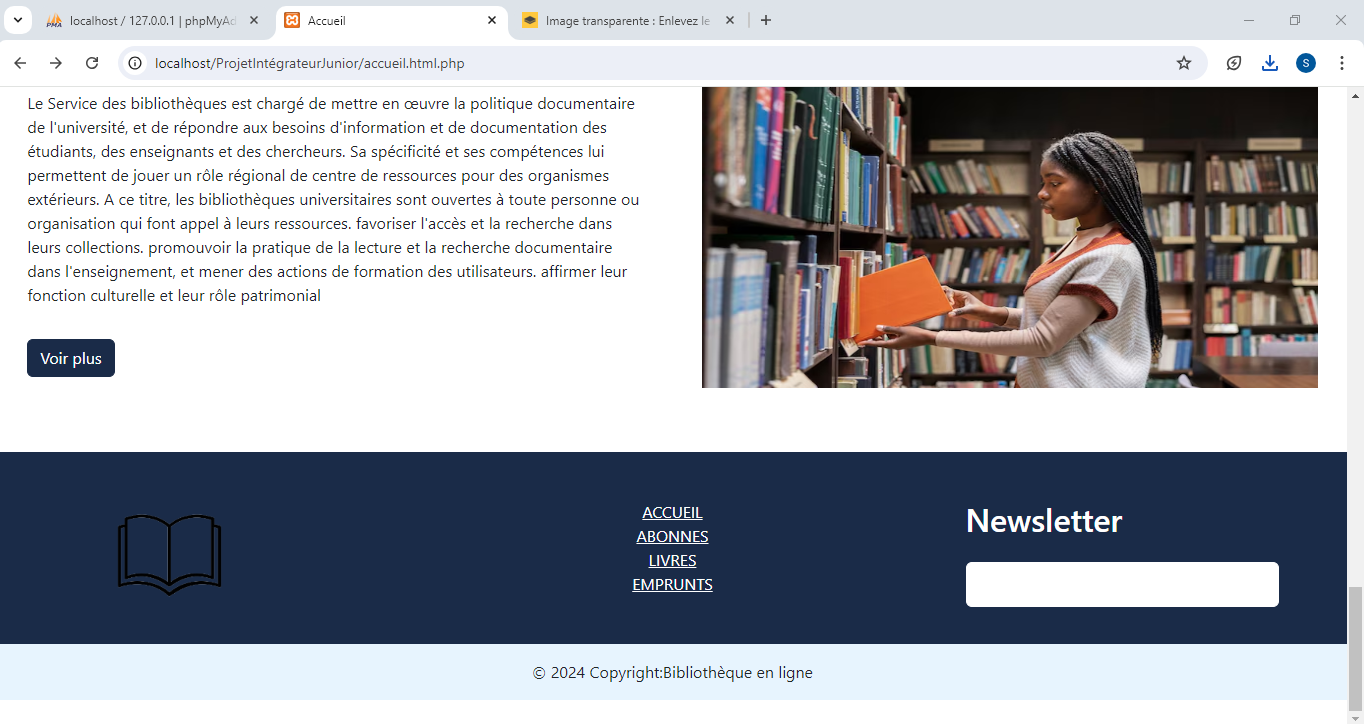 localhost / 127.0.0.1 | phpMyAd
Accueil
Image transparente : Enlevez le
localhost/ProjetIntégrateurJunior/accueil.html.php
S
Le Service des bibliothèques est chargé de mettre en œuvre la politique documentaire
de l'université, et de répondre aux besoins d'information et de documentation des
étudiants, des enseignants et des chercheurs. Sa spécificité et ses compétences lui
permettent de jouer un rôle régional de centre de ressources pour des organismes
extérieurs. A ce titre, les bibliothèques universitaires sont ouvertes à toute personne ou
organisation qui font appel à leurs ressources. favoriser l'accès et la recherche dans
leurs collections. promouvoir la pratique de la lecture et la recherche documentaire
dans l'enseignement, et mener des actions de formation des utilisateurs. affirmer leur
fonction culturelle et leur rôle patrimonial
Voir plus
ACCUEIL
ABONNES
LIVRES
EMPRUNTS
Newsletter
© 2024 Copyright:Bibliothèque en ligne